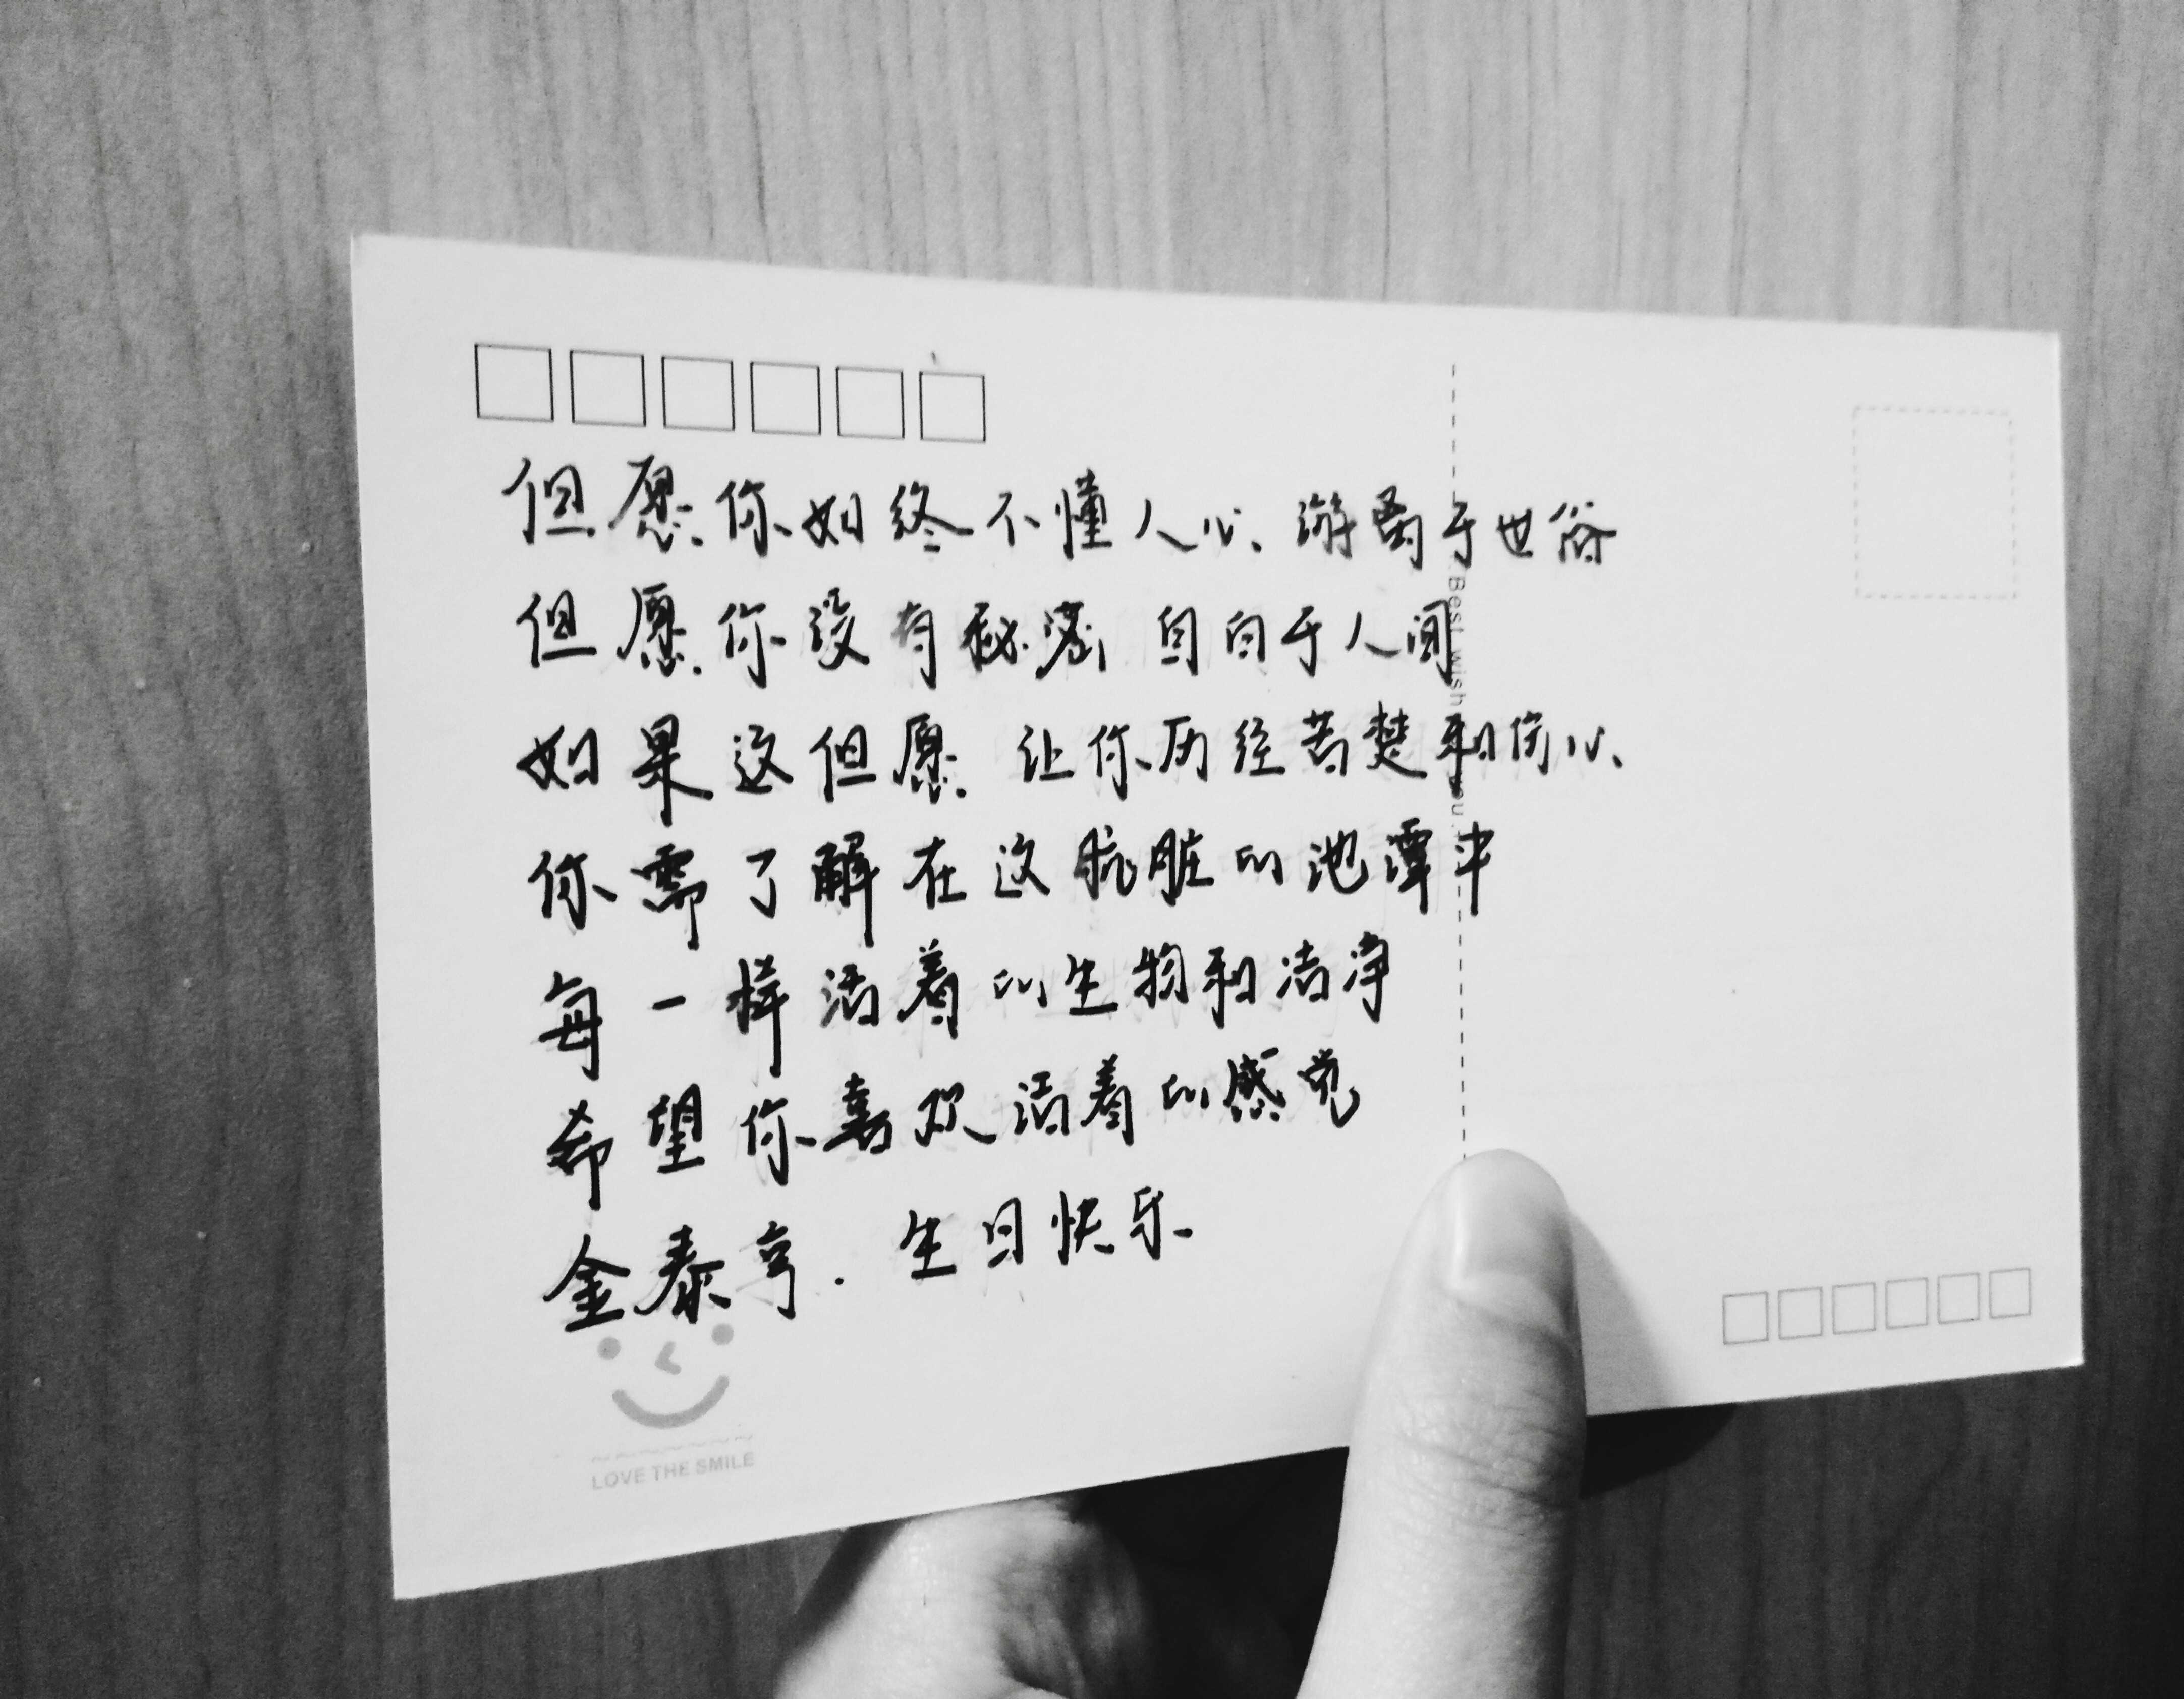 但愿你如终不懂人心 游离于世俗
但愿你没有秘密 自白于人间
如果这但愿 让你历经苦楚和伤心
你需了解在这肮脏的池潭中
每一样活着的生物和洁净
希望你喜欢活着的感觉
金泰亨.生日快乐
Best wish you.
LOVE THE SMILE